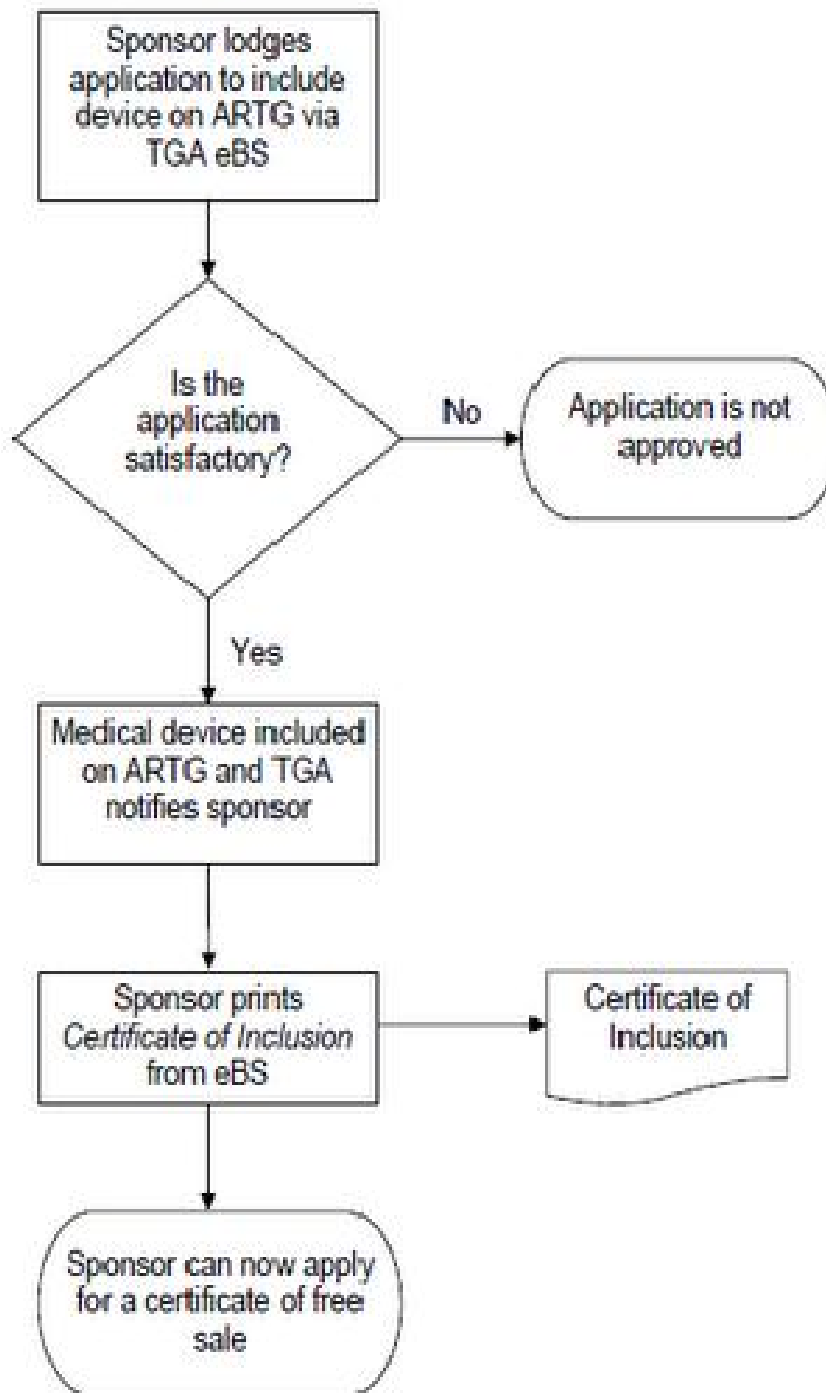 Sponsor lodges
application to include
device on ARTG via
TGA eBS
Is the
application
satisfactory?
No
Application is not
approved
Yes
Medical device included
on ARTG and TGA
notifies sponsor
Sponsor prints
Certificate of Inclusion
from eBS
Certificate of
Inclusion
Sponsor can now apply
for a certificate of free
sale